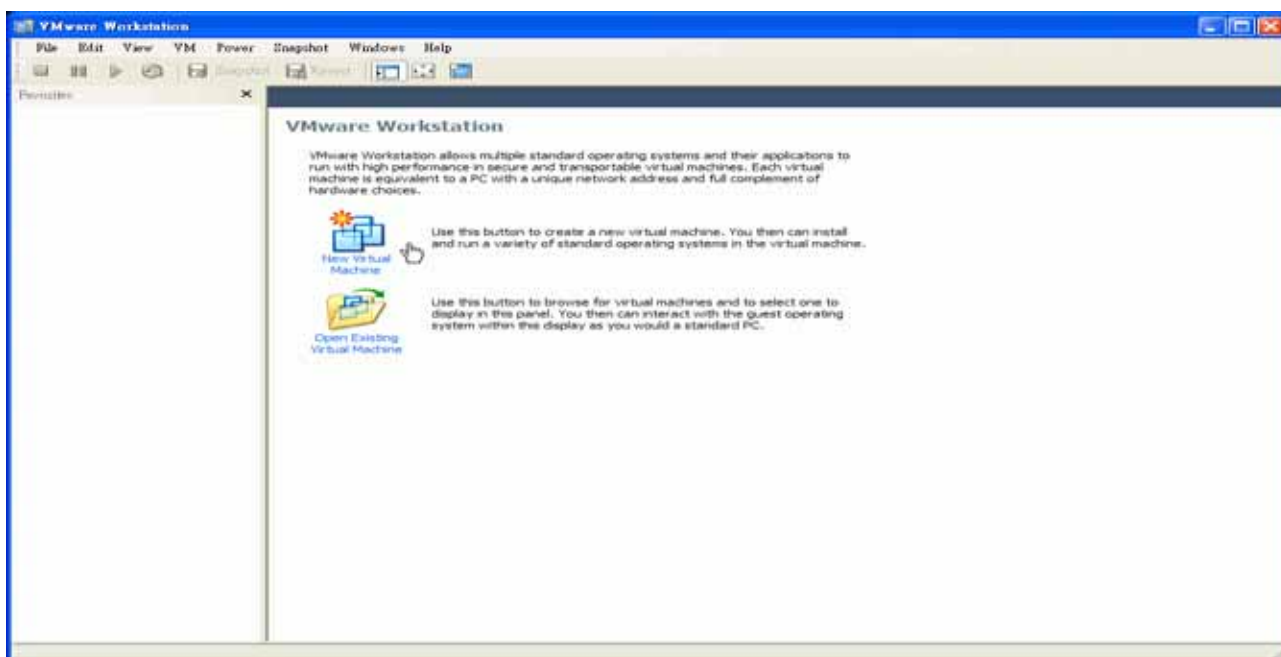 VMware Workstation
File Edit View VM Power Snapshot Windows Help
Snapshot Revert
Favorites
VMware Workstation
VMware Workstation allows multiple standard operating systems and their applications to
run with high performance in secure and transportable virtual machines. Each virtual
machine is equivalent to a PC with a unique network address and full complement of
hardware choices.
Use this button to create a new virtual machine. You then can install
and run a variety of standard operating systems in the virtual machine.
New Virtual
Machine
Use this button to browse for virtual machines and to select one to
display in this panel. You then can interact with the guest operating
system within this display as you would a standard PC.
Open Existing
Virtual Machine